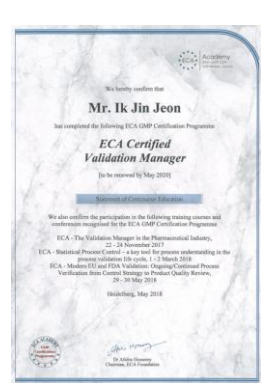 ECA Academy
We hereby confirm that
Mr. Ik Jin Jeon
has completed the following ECA GMP Certification Programme
ECA Certified
Validation Manager
[to be renewed by May 2020]
Statement of Continuous Education
We also confirm the participation in the following training courses and
conferences recognised for the ECA GMP Certification Programme
ECA - The Validation Manager in the Pharmaceutical Industry,
22 - 24 November 2017
ECA - Statistical Process Control – a key tool for process understanding in the
process validation life cycle, 1 - 2 March 2018
ECA - Modern EU and FDA Validation: Ongoing/Continued Process
Verification from Control Strategy to Product Quality Review,
29 - 30 May 2018
Heidelberg, May 2018
Chairman, ECA Foundation
ECA ACADEMY
GMP
Certification
Programme